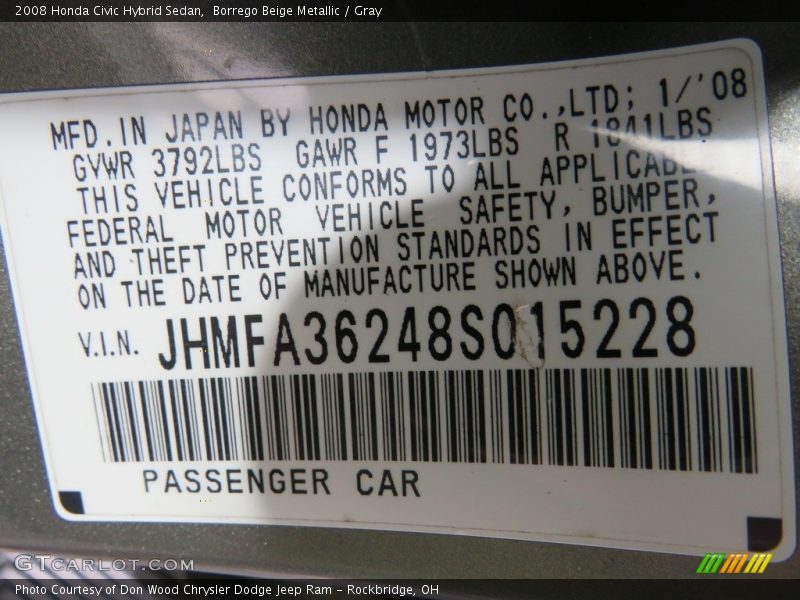 2008 Honda Civic Hybrid Sedan, Borrego Beige Metallic / Gray
MFD. IN JAPAN BY HONDA MOTOR CO.,LTD; 1/'08
GVWR 3792LBS GAWR F 1973LBS R 1841LBS
THIS VEHICLE CONFORMS TO ALL APPLICABLE
FEDERAL MOTOR VEHICLE SAFETY, BUMPER,
AND THEFT PREVENTION STANDARDS IN EFFECT
ON THE DATE OF MANUFACTURE SHOWN ABOVE.
V.I.N. JHMFA36248S015228
PASSENGER CAR
GTCARLOT.COM
Photo Courtesy of Don Wood Chrysler Dodge Jeep Ram - Rockbridge, OH